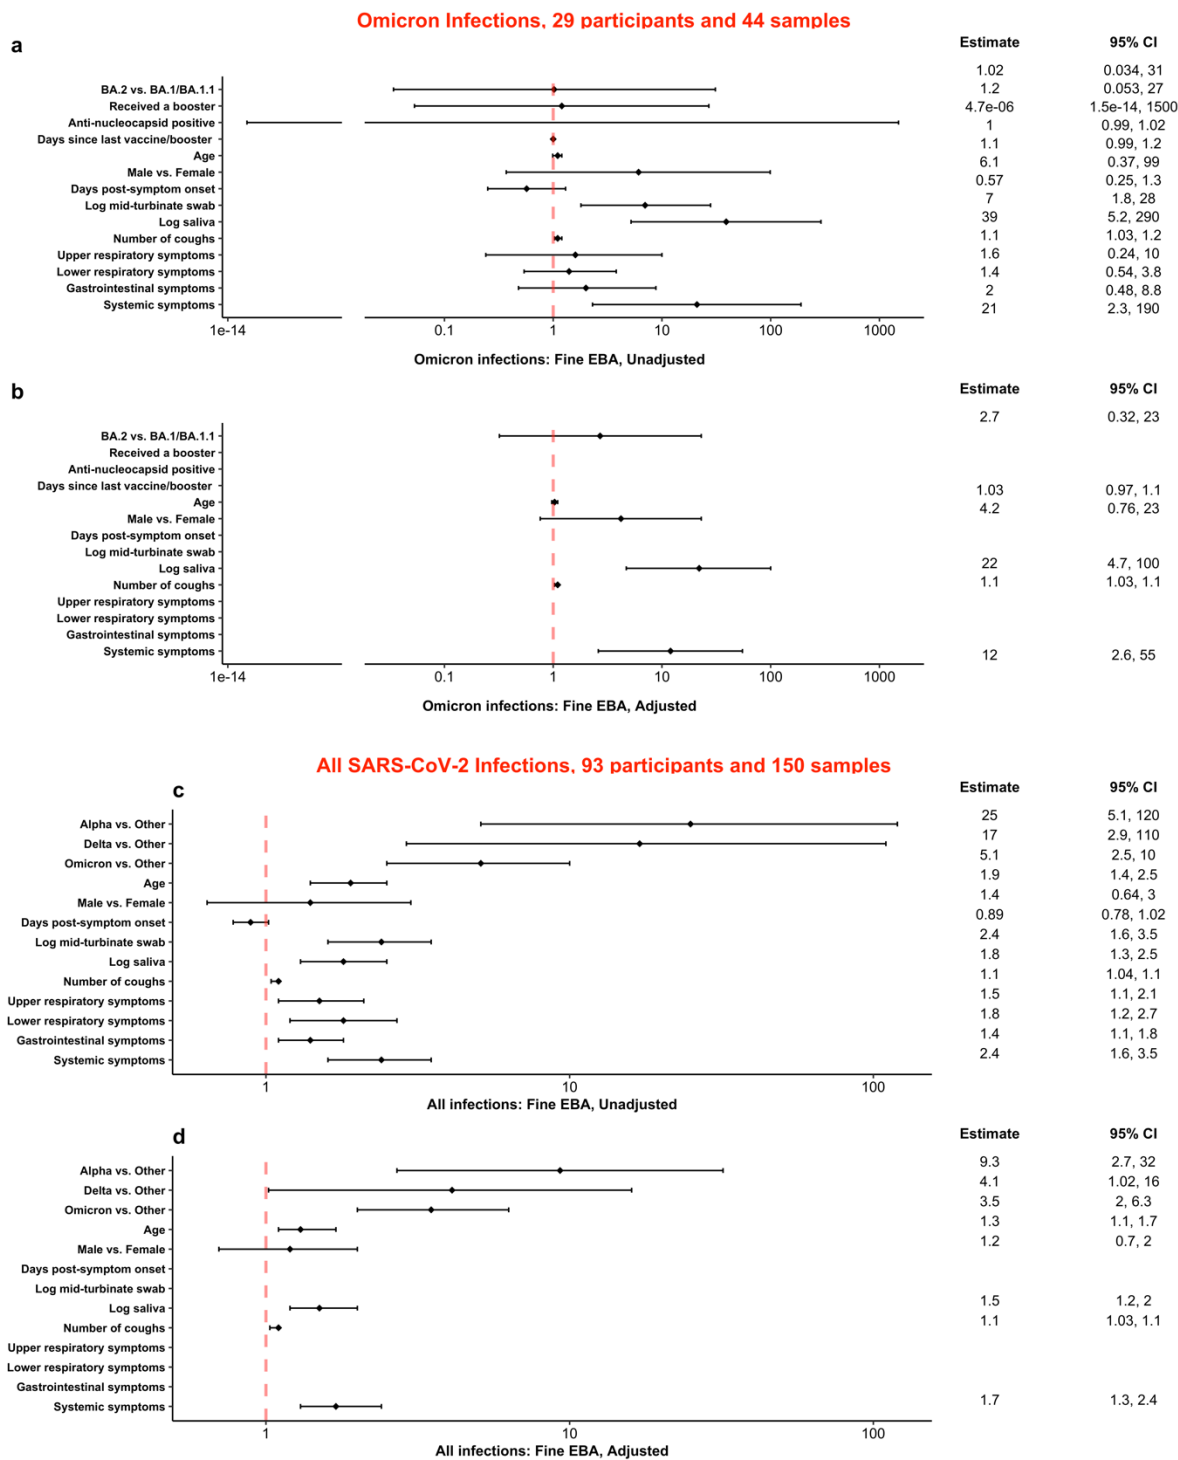 Omicron Infections, 29 participants and 44 samples
a
Estimate 95% CI
1.02 0.034, 31
BA.2 vs. BA.1/BA.1.1 1.2 0.053, 27
Received a booster 4.7e-06 1.5e-14, 1500
Anti-nucleocapsid positive 1 0.99, 1.02
Days since last vaccine/booster 1.1 0.99, 1.2
Age 6.1 0.37, 99
Male vs. Female 0.57 0.25, 1.3
Days post-symptom onset 7 1.8, 28
Log mid-turbinate swab 39 5.2, 290
Log saliva 1.1 1.03, 1.2
Number of coughs 1.6 0.24, 10
Upper respiratory symptoms 1.4 0.54, 3.8
Lower respiratory symptoms 2 0.48, 8.8
Gastrointestinal symptoms 21 2.3, 190
Systemic symptoms
1e-14 0.1 1 10 100 1000
Omicron infections: Fine EBA, Unadjusted
b
Estimate 95% CI
2.7 0.32, 23
BA.2 vs. BA.1/BA.1.1
Received a booster
Anti-nucleocapsid positive
Days since last vaccine/booster 1.03 0.97, 1.1
Age 4.2 0.76, 23
Male vs. Female
Days post-symptom onset
Log mid-turbinate swab
Log saliva 22 4.7, 100
Number of coughs 1.1 1.03, 1.1
Upper respiratory symptoms
Lower respiratory symptoms
Gastrointestinal symptoms
Systemic symptoms 12 2.6, 55
1e-14 0.1 1 10 100 1000
Omicron infections: Fine EBA, Adjusted
All SARS-CoV-2 Infections, 93 participants and 150 samples
c
Estimate 95% CI
Alpha vs. Other 25 5.1, 120
Delta vs. Other 17 2.9, 110
Omicron vs. Other 5.1 2.5, 10
Age 1.9 1.4, 2.5
Male vs. Female 1.4 0.64, 3
Days post-symptom onset 0.89 0.78, 1.02
Log mid-turbinate swab 2.4 1.6, 3.5
Log saliva 1.8 1.3, 2.5
Number of coughs 1.1 1.04, 1.1
Upper respiratory symptoms 1.5 1.1, 2.1
Lower respiratory symptoms 1.8 1.2, 2.7
Gastrointestinal symptoms 1.4 1.1, 1.8
Systemic symptoms 2.4 1.6, 3.5
1 10 100
All infections: Fine EBA, Unadjusted
d
Estimate 95% CI
Alpha vs. Other 9.3 2.7, 32
Delta vs. Other 4.1 1.02, 16
Omicron vs. Other 3.5 2, 6.3
Age 1.3 1.1, 1.7
Male vs. Female 1.2 0.7, 2
Days post-symptom onset
Log mid-turbinate swab
Log saliva 1.5 1.2, 2
Number of coughs 1.1 1.03, 1.1
Upper respiratory symptoms
Lower respiratory symptoms
Gastrointestinal symptoms
Systemic symptoms 1.7 1.3, 2.4
1 10 100
All infections: Fine EBA, Adjusted